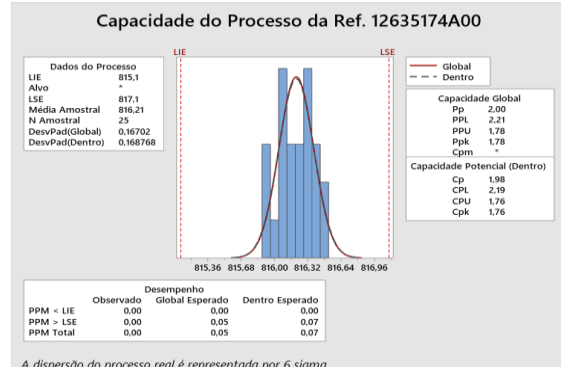 Capacidade do Processo da Ref. 12635174A00
LIE
LSE
Dados do Processo
LIE 815,1
Alvo *
LSE 817,1
Média Amostral 816,21
N Amostral 25
DesvPad(Global) 0,16702
DesvPad(Dentro) 0,168768
Global
Dentro
Capacidade Global
Pp 2,00
PPL 2,21
PPU 1,78
Ppk 1,78
Cpm *
Capacidade Potencial (Dentro)
Cp 1,98
CPL 2,19
CPU 1,76
Cpk 1,76
815,36 815,68 816,00 816,32 816,64 816,96
Desempenho
Observado Global Esperado Dentro Esperado
PPM < LIE 0,00 0,00 0,00
PPM > LSE 0,00 0,05 0,07
PPM Total 0,00 0,05 0,07
A dispersão do processo real é representada por 6 sigma.